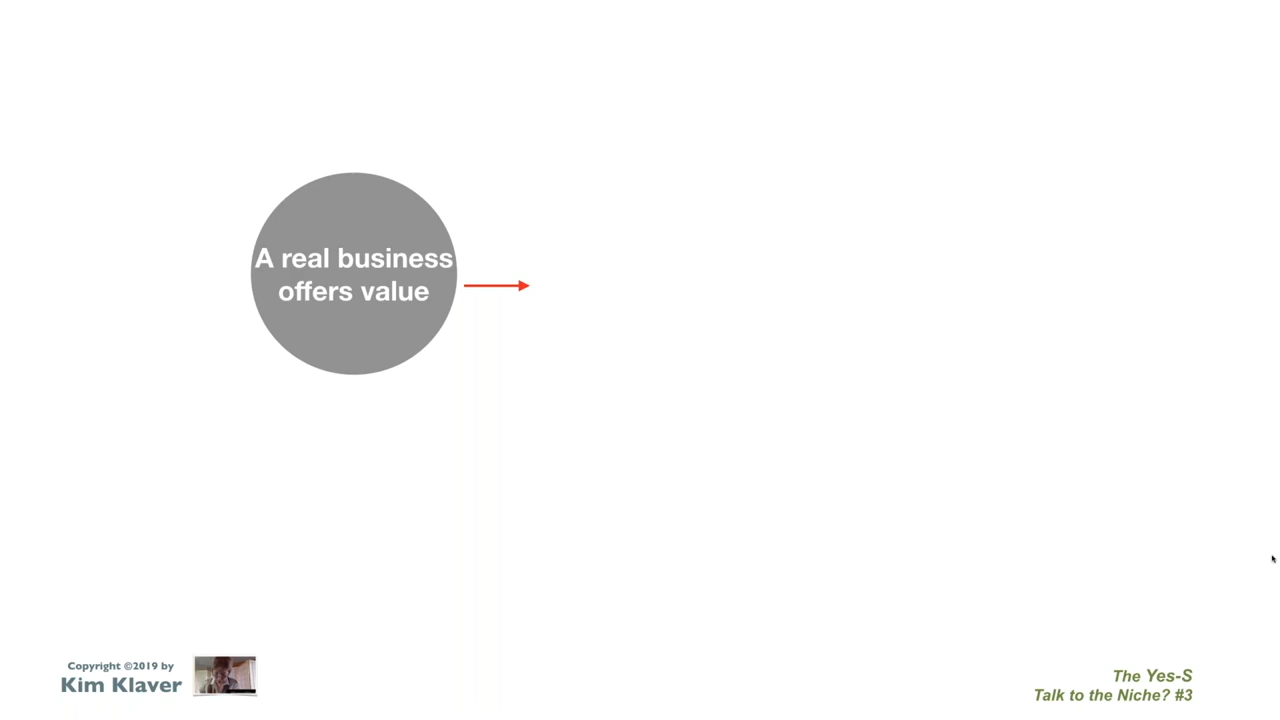 A real business
offers value
Copyright ©2019 by
Kim Klaver
The Yes-S
Talk to the Niche? #3